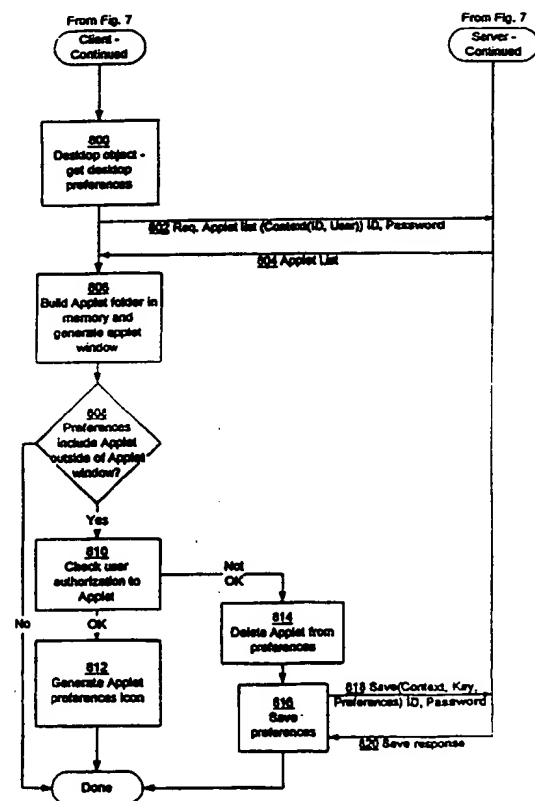 From Fig. 7
Client -
Continued
From Fig. 7
Server -
Continued
800
Desktop object -
get desktop
preferences
802 Req. Applet list (Context(ID, User)) ID, Password
804 Applet List
806
Build Applet folder in
memory and
generate applet
window
Preferences
include Applet
outside of Applet
window?
Yes
No
810
Check user
authorization to
Applet
Not
OK
OK
814
Delete Applet from
preferences
812
Generate Applet
preferences icon
816
Save
preferences
818 Save(Context, Key,
Preferences) ID, Password
820 Save response
Done